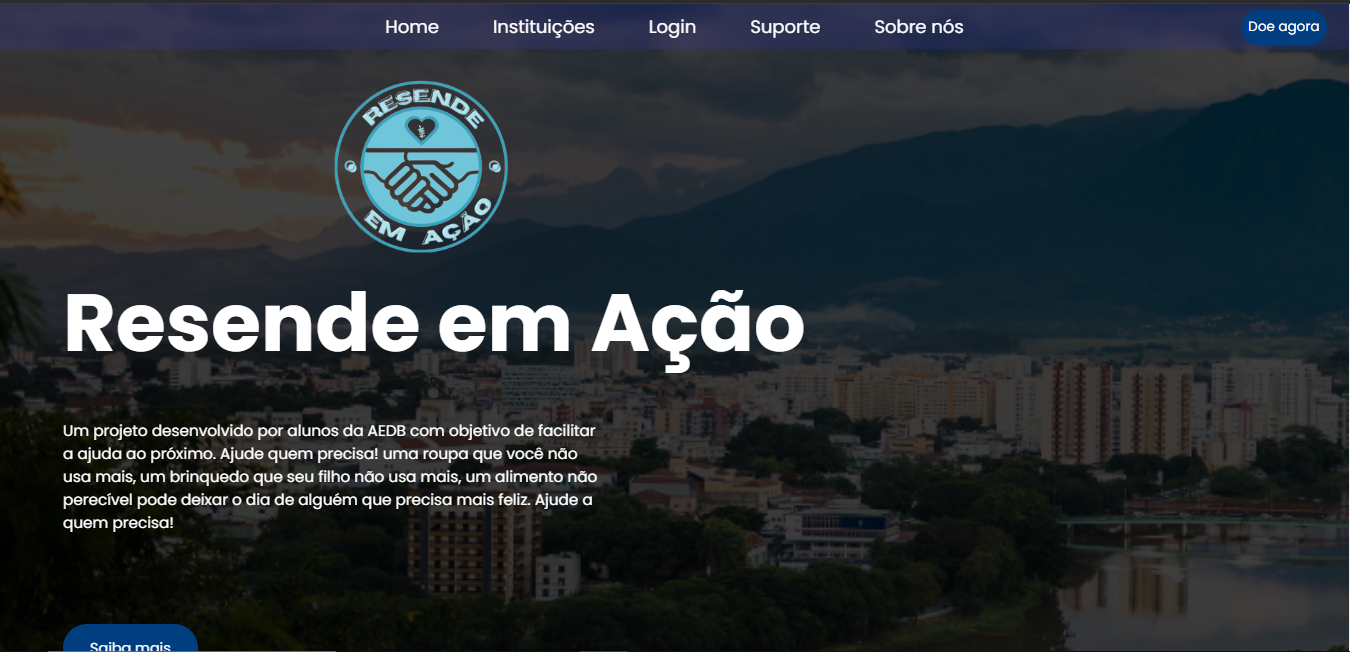 Home Instituições Login Suporte Sobre nós Doe agora
RESENDE
EM AÇÃO
Resende em Ação
Um projeto desenvolvido por alunos da AEDB com objetivo de facilitar
a ajuda ao próximo. Ajude quem precisa! uma roupa que você não
usa mais, um brinquedo que seu filho não usa mais, um alimento não
perecível pode deixar o dia de alguém que precisa mais feliz. Ajude a
quem precisa!
Saiba mais